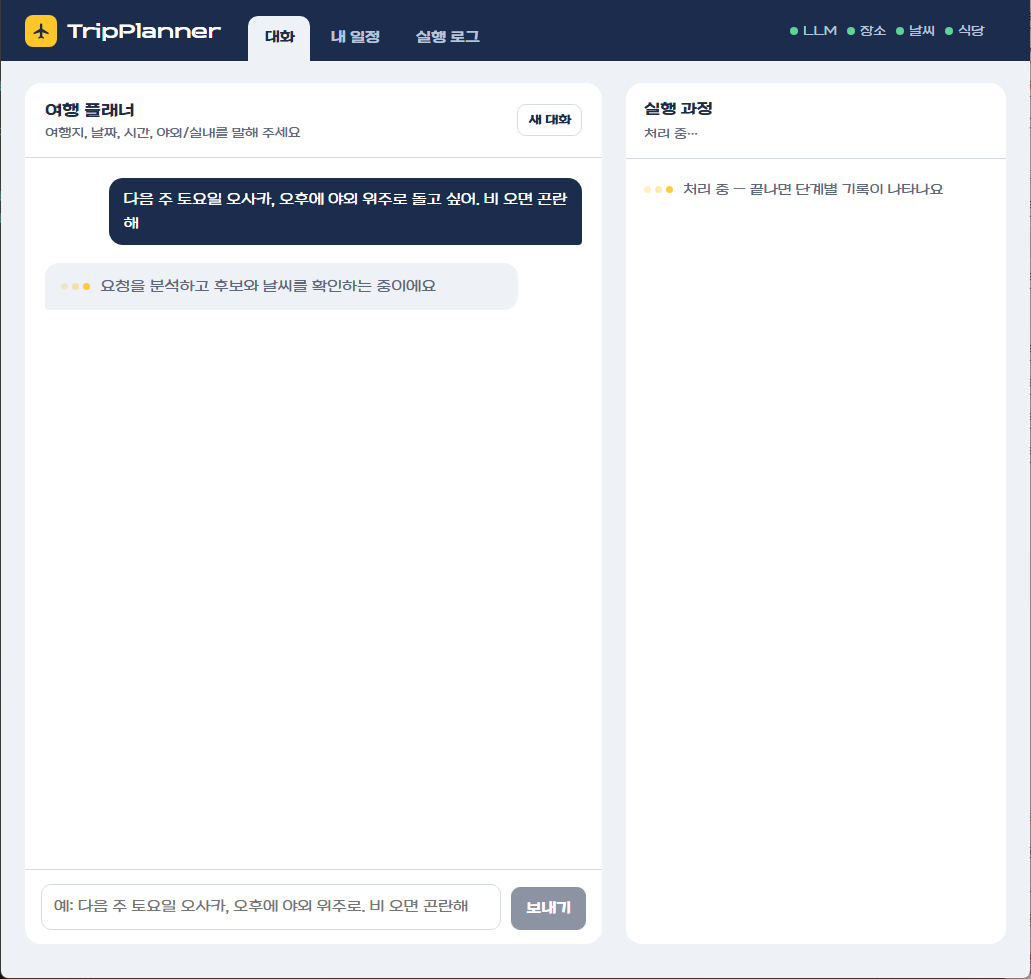 TripPlanner
대화
내 일정
실행 로그
LLM
장소
날씨
식당
여행 플래너
여행지, 날짜, 시간, 야외/실내를 말해 주세요
새 대화
다음 주 토요일 오사카, 오후에 야외 위주로 돌고 싶어. 비 오면 곤란
해
요청을 분석하고 후보와 날씨를 확인하는 중이에요
예: 다음 주 토요일 오사카, 오후에 야외 위주로. 비 오면 곤란해
보내기
실행 과정
처리 중…
처리 중 — 끝나면 단계별 기록이 나타나요